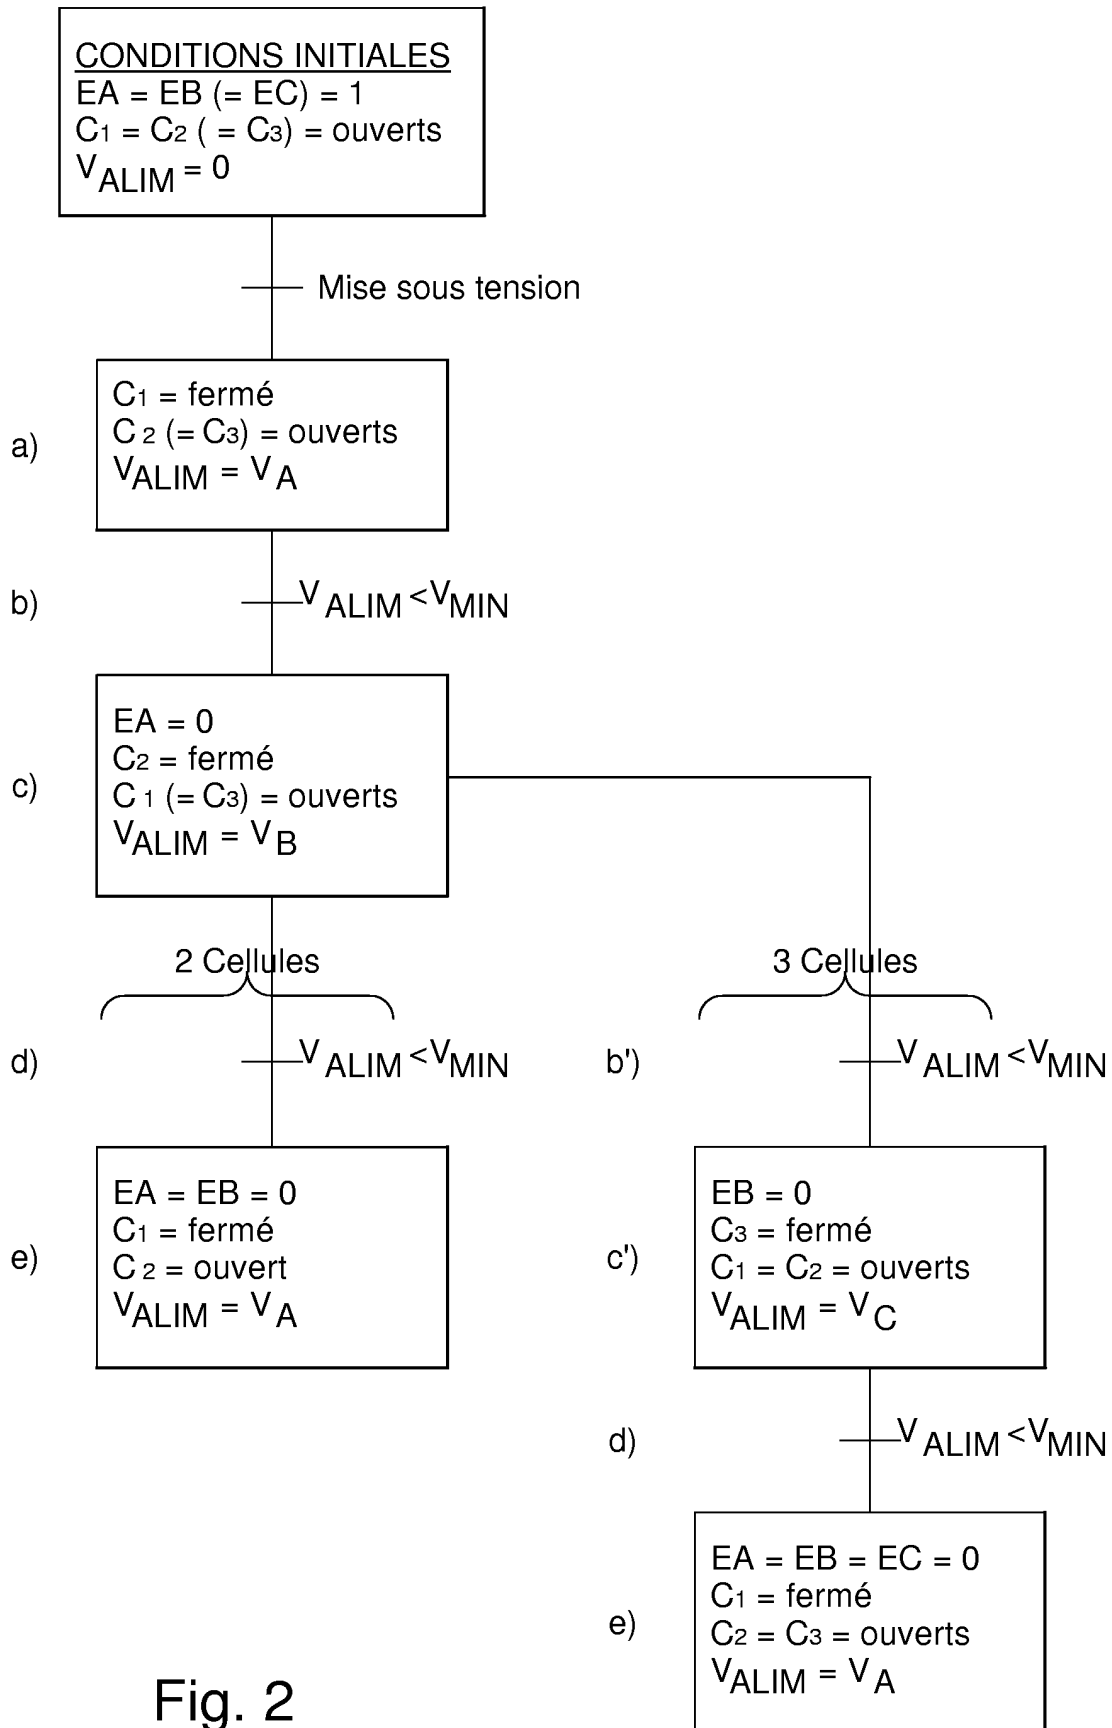 CONDITIONS INITIALES
EA = EB (= EC) = 1
C1 = C2 ( = C3) = ouverts
VALIM = 0
Mise sous tension
a)
C1 = fermé
C 2 (= C3) = ouverts
VALIM = VA
b)
VALIM <VMIN
c)
EA = 0
C2 = fermé
C 1 (= C3) = ouverts
VALIM = VB
2 Cellules
3 Cellules
d)
VALIM <VMIN
b')
VALIM <VMIN
e)
EA = EB = 0
C1 = fermé
C 2 = ouvert
VALIM = VA
c')
EB = 0
C3 = fermé
C1 = C2 = ouverts
VALIM = VC
d)
VALIM <VMIN
e)
EA = EB = EC = 0
C1 = fermé
C2 = C3 = ouverts
VALIM = VA
Fig. 2